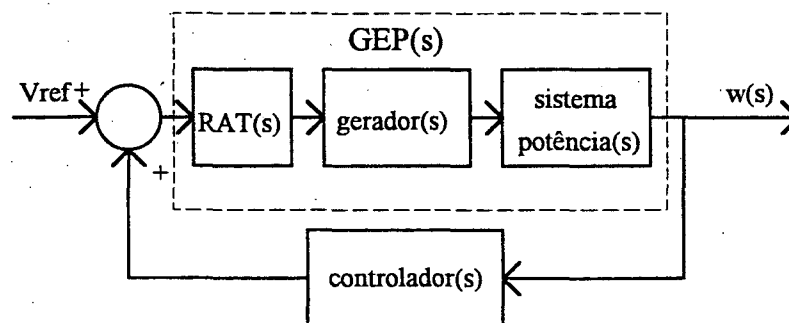 GEP(s)
Vref +
RAT(s)
gerador(s)
sistema
potência(s)
w(s)
+
controlador(s)